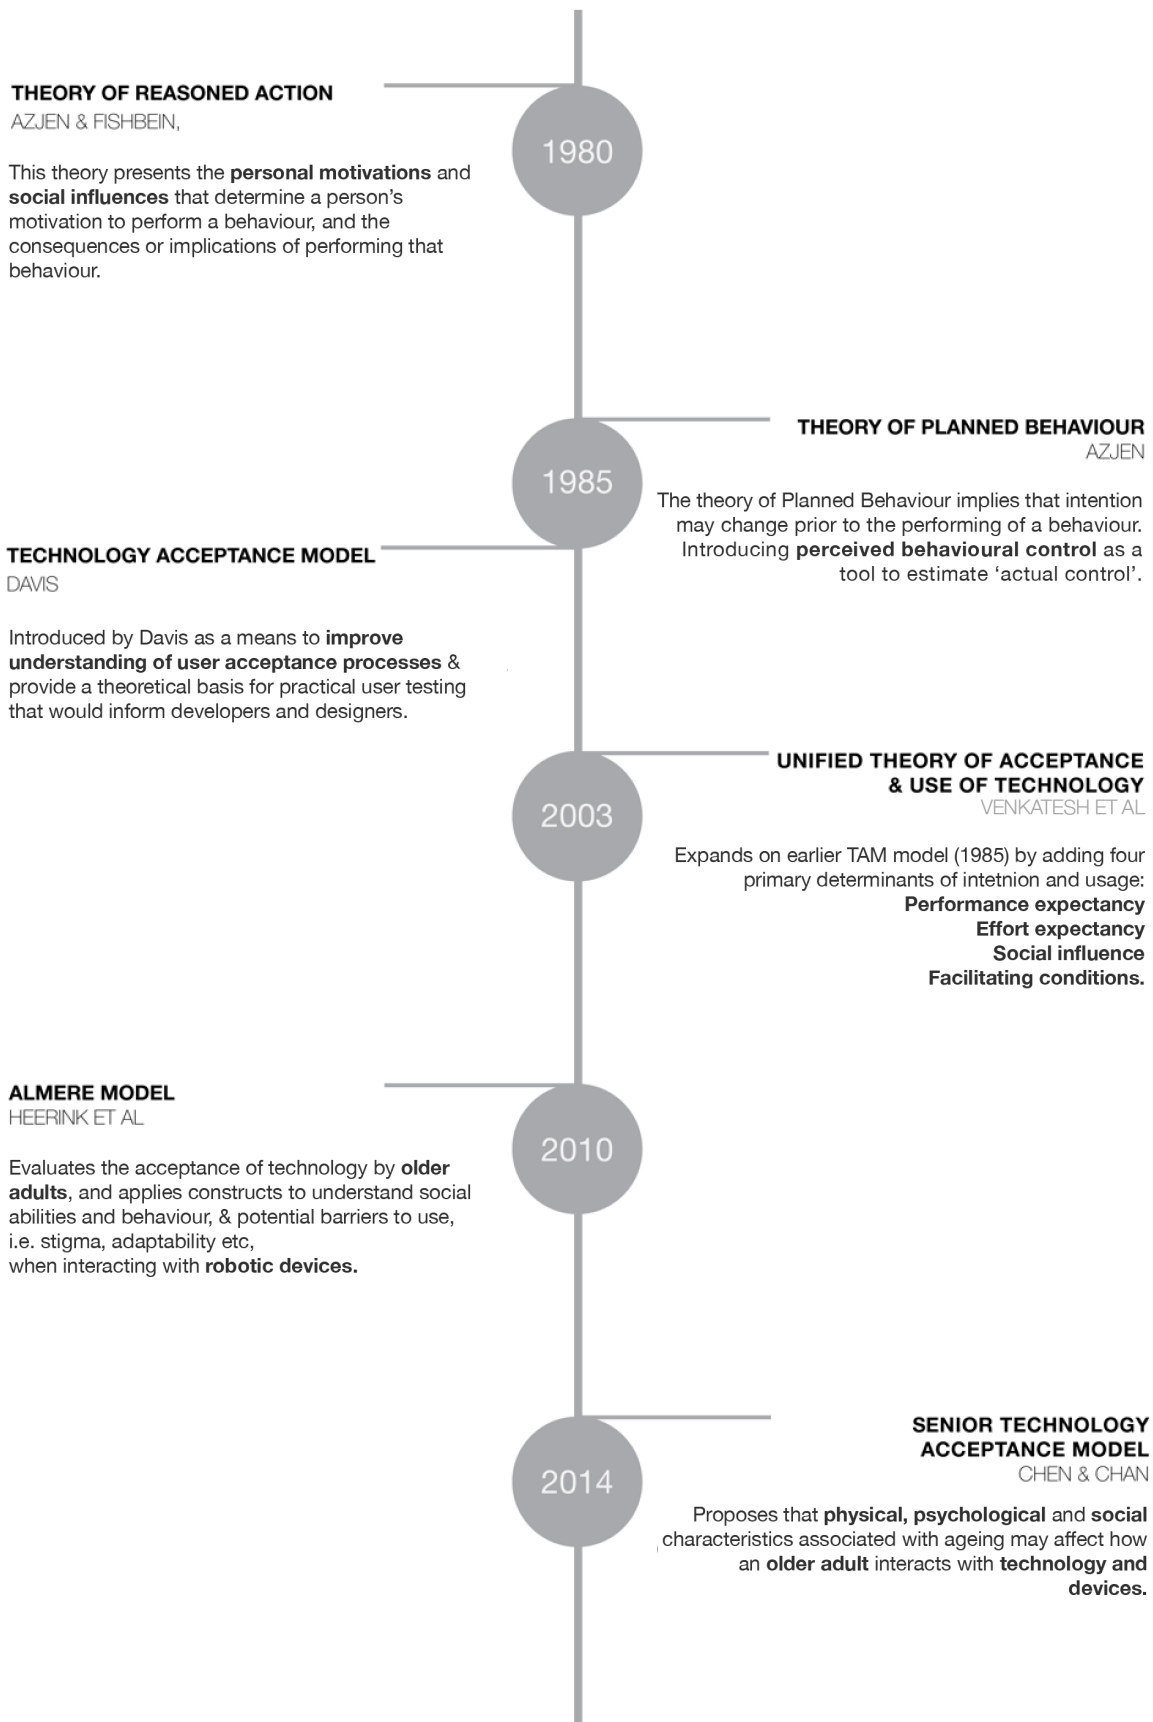 THEORY OF REASONED ACTION
AZJEN & FISHBEIN,
1980
This theory presents the personal motivations and
social influences that determine a person's
motivation to perform a behaviour, and the
consequences or implications of performing that
behaviour.
1985
THEORY OF PLANNED BEHAVIOUR
AZJEN
The theory of Planned Behaviour implies that intention
may change prior to the performing of a behaviour.
Introducing perceived behavioural control as a
tool to estimate ‘actual control’.
TECHNOLOGY ACCEPTANCE MODEL
DAVIS
Introduced by Davis as a means to improve
understanding of user acceptance processes &
provide a theoretical basis for practical user testing
that would inform developers and designers.
2003
UNIFIED THEORY OF ACCEPTANCE
& USE OF TECHNOLOGY
VENKATESH ET AL
Expands on earlier TAM model (1985) by adding four
primary determinants of intetnion and usage:
Performance expectancy
Effort expectancy
Social influence
Facilitating conditions.
ALMERE MODEL
HEERINK ET AL
2010
Evaluates the acceptance of technology by older
adults, and applies constructs to understand social
abilities and behaviour, & potential barriers to use,
i.e. stigma, adaptability etc,
when interacting with robotic devices.
2014
SENIOR TECHNOLOGY
ACCEPTANCE MODEL
CHEN & CHAN
Proposes that physical, psychological and social
characteristics associated with ageing may affect how
an older adult interacts with technology and
devices.